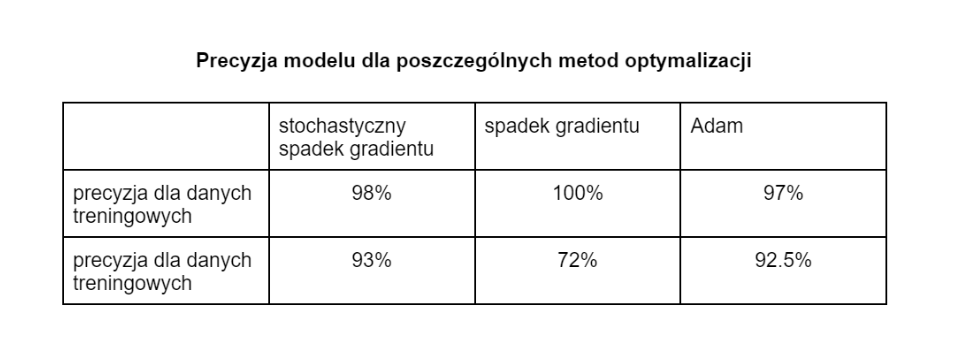 Precyzja modelu dla poszczególnych metod optymalizacji
stochastyczny
spadek gradientu
spadek gradientu
Adam
precyzja dla danych
treningowych
98%
100%
97%
precyzja dla danych
treningowych
93%
72%
92.5%